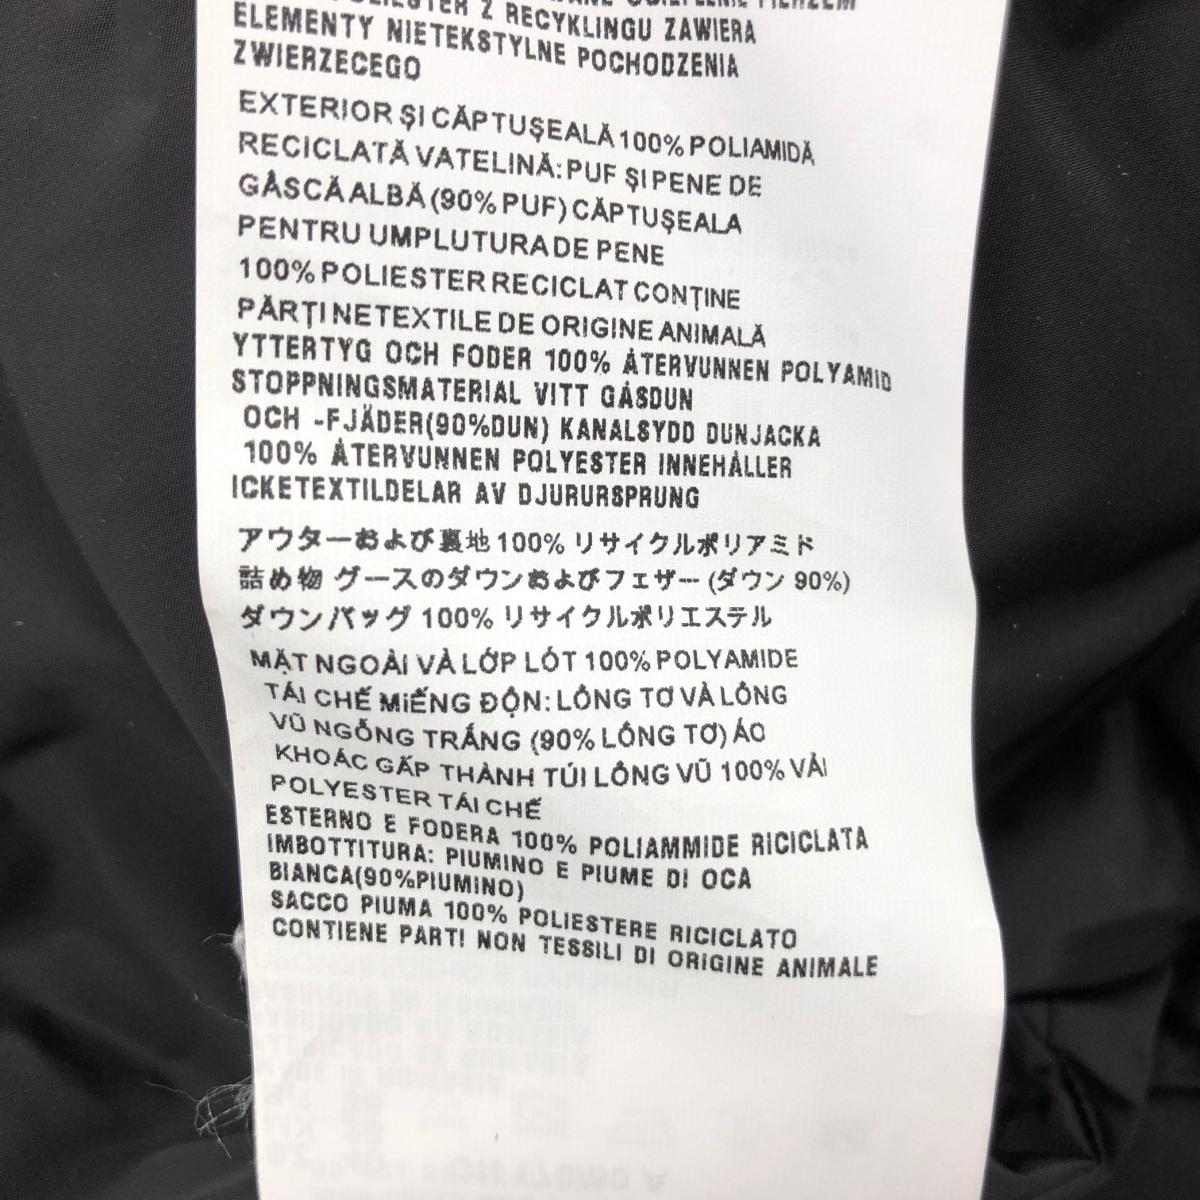 POLIESTER Z RECYKLINGU ZAWIERA
ELEMENTY NIETEKSTYLNE POCHODZENIA
ZWIERZECEGO
EXTERIOR ȘI CĂPTUȘEALĂ 100% POLIAMIDĂ
RECICLATĂ VATELINĂ: PUF ȘI PENE DE
GÂSCĂ ALBĂ (90% PUF) CĂPTUȘEALA
PENTRU UMPLUTURA DE PENE
100% POLIESTER RECICLAT CONȚINE
PĂRȚI NETEXTILE DE ORIGINE ANIMALĂ
YTTERTYG OCH FODER 100% ÅTERVUNNEN POLYAMID
STOPPNINGSMATERIAL VITT GÅSDUN
OCH -FJÄDER(90%DUN) KANALSYDD DUNJACKA
100% ÅTERVUNNEN POLYESTER INNEHÅLLER
ICKETEXTILDELAR AV DJURURSPRUNG
アウターおよび裏地 100% リサイクルポリアミド
詰め物 グースのダウンおよびフェザー (ダウン 90%)
ダウンバッグ 100% リサイクルポリエステル
MẶT NGOÀI VÀ LỚP LÓT 100% POLYAMIDE
TÁI CHẾ MIẾNG ĐỘN: LÔNG TƠ VÀ LÔNG
VŨ NGỖNG TRẮNG (90% LÔNG TƠ) ÁO
KHOÁC GẤP THÀNH TÚI LÔNG VŨ 100% VẢI
POLYESTER TÁI CHẾ
ESTERNO E FODERA 100% POLIAMMIDE RICICLATA
IMBOTTITURA: PIUMINO E PIUME DI OCA
BIANCA(90%PIUMINO)
SACCO PIUMA 100% POLIESTERE RICICLATO
CONTIENE PARTI NON TESSILI DI ORIGINE ANIMALE